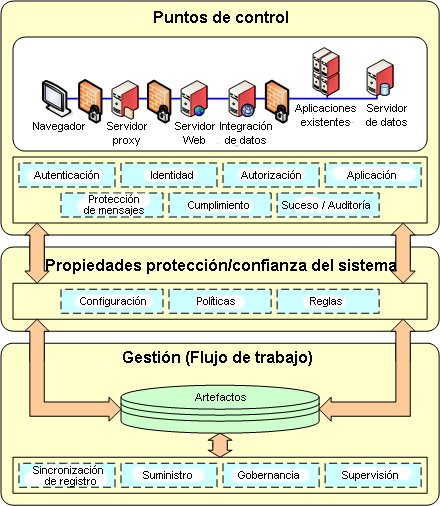 Puntos de control
Navegador
Servidor
proxy
Servidor
Web
Integración
de datos
Aplicaciones
existentes
Servidor
de datos
Autenticación
Identidad
Autorización
Aplicación
Protección
de mensajes
Cumplimiento
Suceso / Auditoría
Propiedades protección/confianza del sistema
Configuración
Políticas
Reglas
Gestión (Flujo de trabajo)
Artefactos
Sincronización
de registro
Suministro
Gobernancia
Supervisión